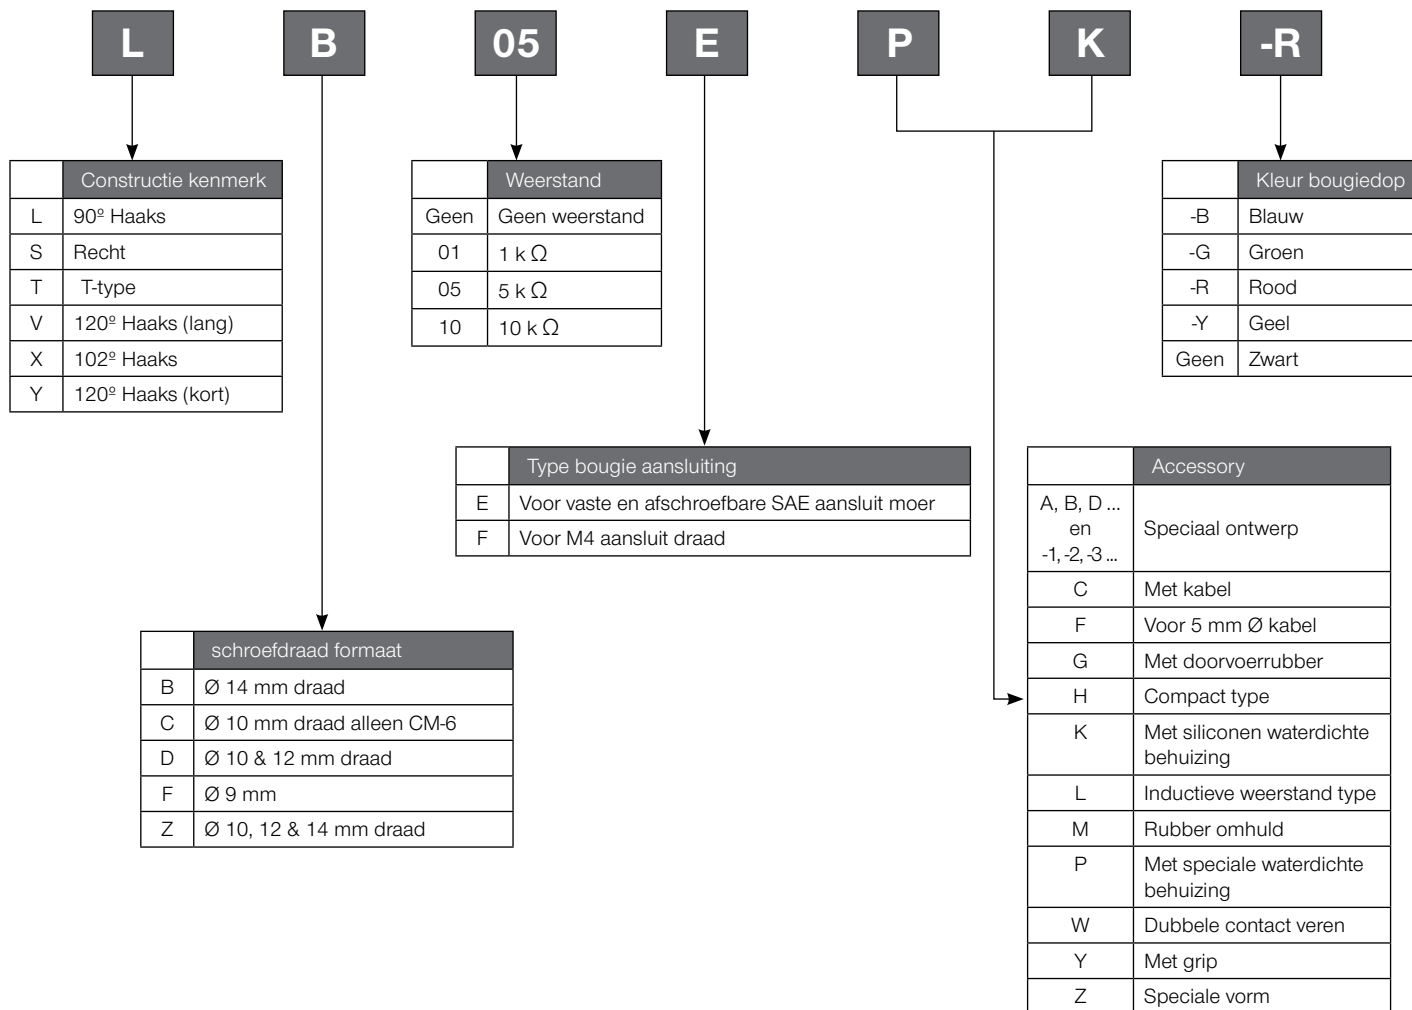 L B 05 E P K -R
Constructie kenmerk
L 90º Haaks
S Recht
T T-type
V 120º Haaks (lang)
X 102º Haaks
Y 120º Haaks (kort)
Weerstand
Geen Geen weerstand
01 1 k Ω
05 5 k Ω
10 10 k Ω
Kleur bougiedop
-B Blauw
-G Groen
-R Rood
-Y Geel
Geen Zwart
Type bougie aansluiting
E Voor vaste en afschroefbare SAE aansluit moer
F Voor M4 aansluit draad
schroefdraad formaat
B Ø 14 mm draad
C Ø 10 mm draad alleen CM-6
D Ø 10 & 12 mm draad
F Ø 9 mm
Z Ø 10, 12 & 14 mm draad
Accessory
A, B, D ...
en
-1, -2, -3 ...
Speciaal ontwerp
C Met kabel
F Voor 5 mm Ø kabel
G Met doorvoerrubber
H Compact type
K Met siliconen waterdichte
behuizing
L Inductieve weerstand type
M Rubber omhuld
P Met speciale waterdichte
behuizing
W Dubbele contact veren
Y Met grip
Z Speciale vorm